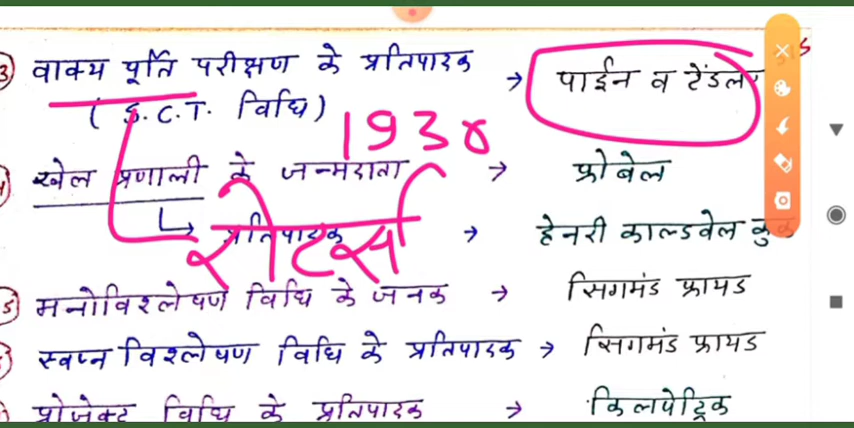 ③ वाक्य पूर्ति परीक्षण के प्रतिपादक → पाईन व टेंडलर
(S.C.T. विधि)
1938
खेल प्रणाली के जन्मदाता → फ्रोबेल
↳ प्रतिपादक → हेनरी काल्डवेल कुक
रोटर्स
⑤ मनोविश्लेषण विधि के जनक → सिगमंड फ्रायड
स्वप्न विश्लेषण विधि के प्रतिपादक → सिगमंड फ्रायड
प्रोजेक्ट विधि के प्रतिपादक → किलपेट्रिक